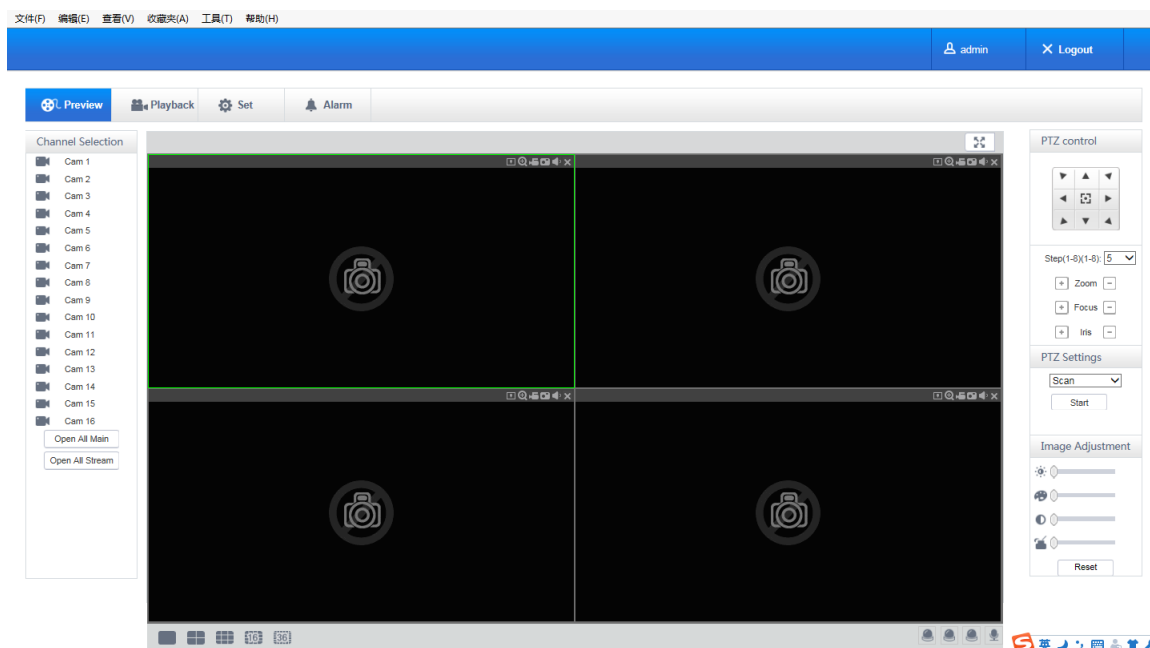 文件(F) 编辑(E) 查看(V) 收藏夹(A) 工具(T) 帮助(H)
admin Logout
Preview Playback Set Alarm
Channel Selection
Cam 1
Cam 2
Cam 3
Cam 4
Cam 5
Cam 6
Cam 7
Cam 8
Cam 9
Cam 10
Cam 11
Cam 12
Cam 13
Cam 14
Cam 15
Cam 16
Open All Main
Open All Stream
16 36
PTZ control
Step(1-8)(1-8): 5
+ Zoom −
+ Focus −
+ Iris −
PTZ Settings
Scan
Start
Image Adjustment
Reset
S 英